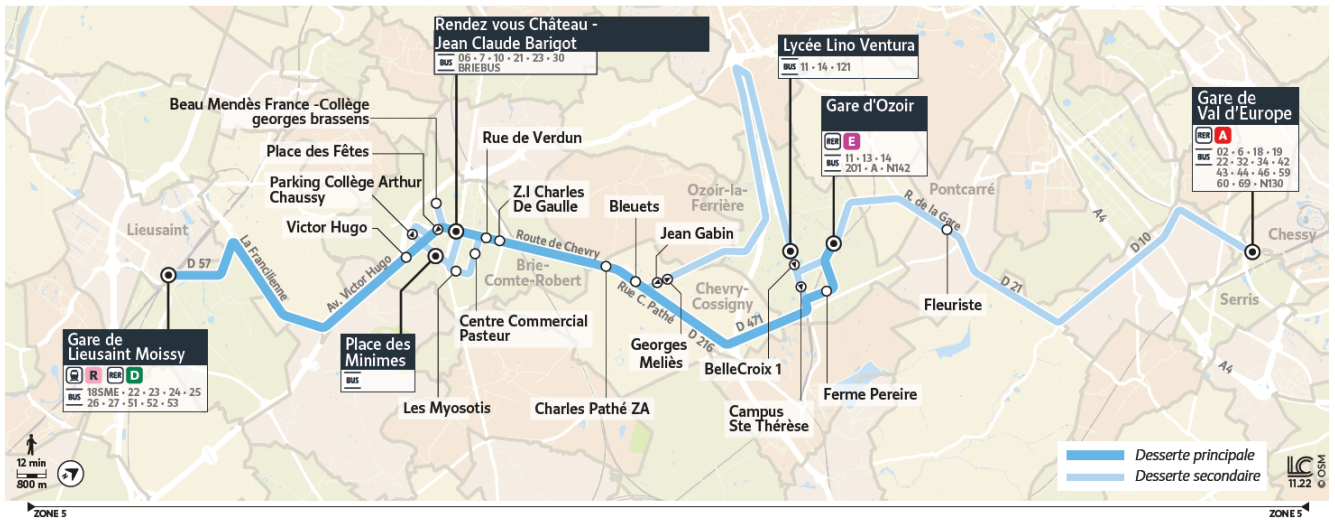 Rendez vous Château -
Jean Claude Barigot
BUS
06 • 7 • 10 • 21 • 23 • 30
BRIEBUS
Lycée Lino Ventura
BUS
11 • 14 • 121
Gare d'Ozoir
RER E
BUS
11 • 13 • 14
201 • A • N142
Gare de
Val d'Europe
RER A
BUS
02 • 6 • 18 • 19
22 • 32 • 34 • 42
43 • 44 • 46 • 59
60 • 69 • N130
Beau Mendès France -Collège
georges brassens
Place des Fêtes
Parking Collège Arthur
Chaussy
Victor Hugo
Rue de Verdun
Z.I Charles
De Gaulle
Bleuets
Jean Gabin
Ozoir-la-
Ferrière
Pontcarré
Lieusaint
D 57
La Francilienne
Av. Victor Hugo
Route de Chevry
Brie-
Comte-Robert
Rue C. Pathé
Chevry-
Cossigny
D 216
D 471
R. de la Gare
D 21
A4
D 10
Chessy
Serris
A4
Fleuriste
Gare de
Lieusaint Moissy
R RER D
BUS
18SME • 22 • 23 • 24 • 25
26 • 27 • 51 • 52 • 53
Place des
Minimes
BUS
Centre Commercial
Pasteur
Les Myosotis
Charles Pathé ZA
Georges
Meliès
BelleCroix 1
Campus
Ste Thérèse
Ferme Pereire
12 min
800 m
Desserte principale
Desserte secondaire
LC
11.22
© OSM
ZONE 5
ZONE 5